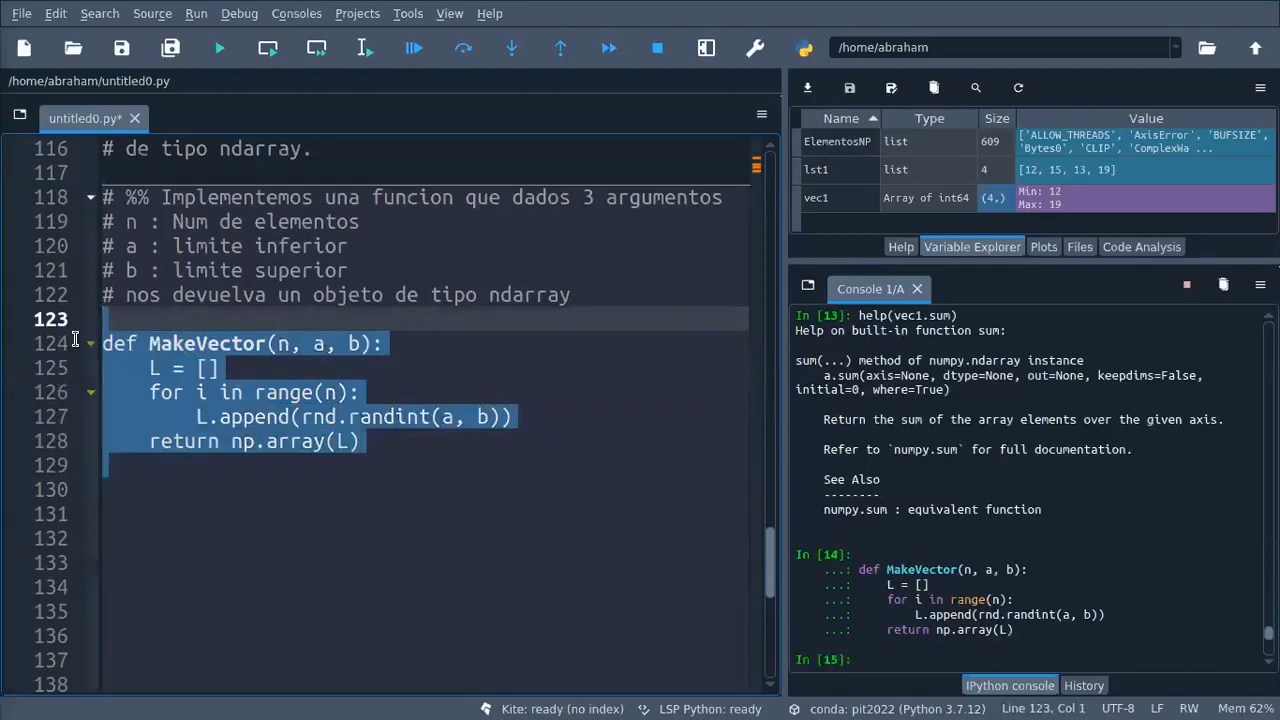 File Edit Search Source Run Debug Consoles Projects Tools View Help
/home/abraham
/home/abraham/untitled0.py
untitled0.py*
116 # de tipo ndarray.
117
118 # %% Implementemos una funcion que dados 3 argumentos
119 # n : Num de elementos
120 # a : limite inferior
121 # b : limite superior
122 # nos devuelva un objeto de tipo ndarray
123
124 def MakeVector(n, a, b):
125 L = []
126 for i in range(n):
127 L.append(rnd.randint(a, b))
128 return np.array(L)
129
130
131
132
133
134
135
136
137
138
Name Type Size Value
ElementosNP list 609 ['ALLOW_THREADS', 'AxisError', 'BUFSIZE',
'Bytes0', 'CLIP', 'ComplexWa ...
lst1 list 4 [12, 15, 13, 19]
vec1 Array of int64 (4,) Min: 12
Max: 19
Help Variable Explorer Plots Files Code Analysis
Console 1/A
In [13]: help(vec1.sum)
Help on built-in function sum:
sum(...) method of numpy.ndarray instance
a.sum(axis=None, dtype=None, out=None, keepdims=False,
initial=0, where=True)
Return the sum of the array elements over the given axis.
Refer to `numpy.sum` for full documentation.
See Also
--------
numpy.sum : equivalent function
In [14]:
...: def MakeVector(n, a, b):
...: L = []
...: for i in range(n):
...: L.append(rnd.randint(a, b))
...: return np.array(L)
In [15]:
IPython console History
Kite: ready (no index) LSP Python: ready conda: pit2022 (Python 3.7.12) Line 123, Col 1 UTF-8 LF RW Mem 62%